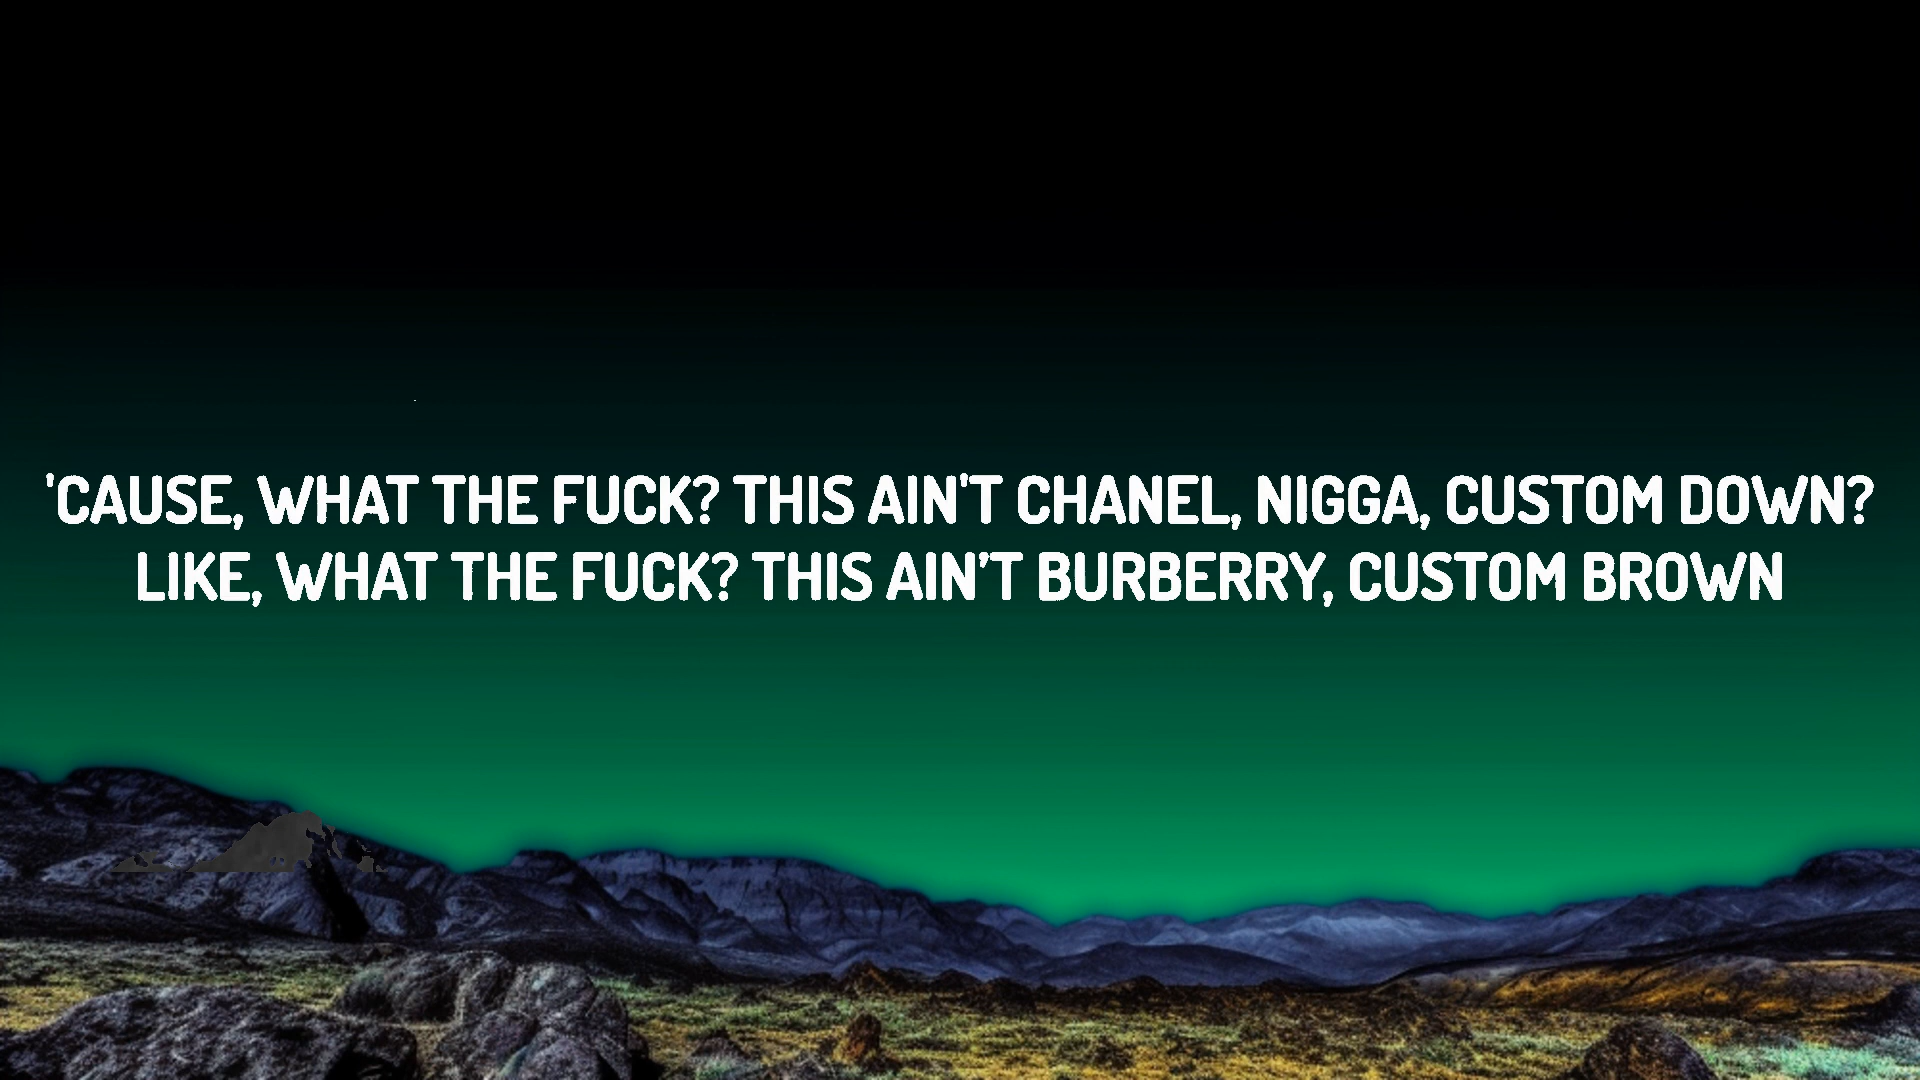 'CAUSE, WHAT THE FUCK? THIS AIN'T CHANEL, NIGGA, CUSTOM DOWN?
LIKE, WHAT THE FUCK? THIS AIN’T BURBERRY, CUSTOM BROWN